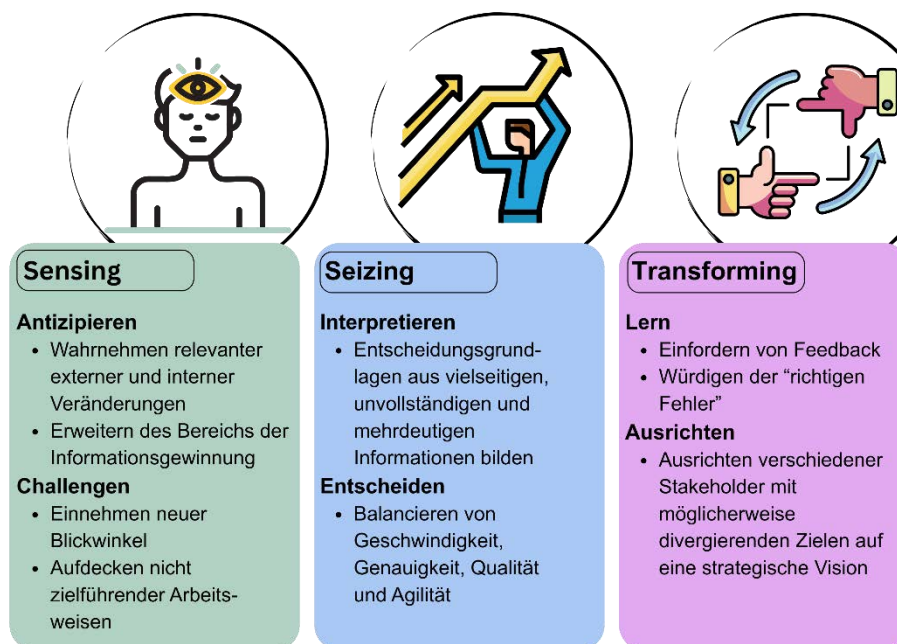 Sensing
Antizipieren
• Wahrnehmen relevanter
externer und interner
Veränderungen
• Erweitern des Bereichs der
Informationsgewinnung
Challengen
• Einnehmen neuer
Blickwinkel
• Aufdecken nicht
zielführender Arbeits-
weisen
Seizing
Interpretieren
• Entscheidungsgrund-
lagen aus vielseitigen,
unvollständigen und
mehrdeutigen
Informationen bilden
Entscheiden
• Balancieren von
Geschwindigkeit,
Genauigkeit, Qualität
und Agilität
Transforming
Lern
• Einfordern von Feedback
• Würdigen der “richtigen
Fehler”
Ausrichten
• Ausrichten verschiedener
Stakeholder mit
möglicherweise
divergierenden Zielen auf
eine strategische Vision